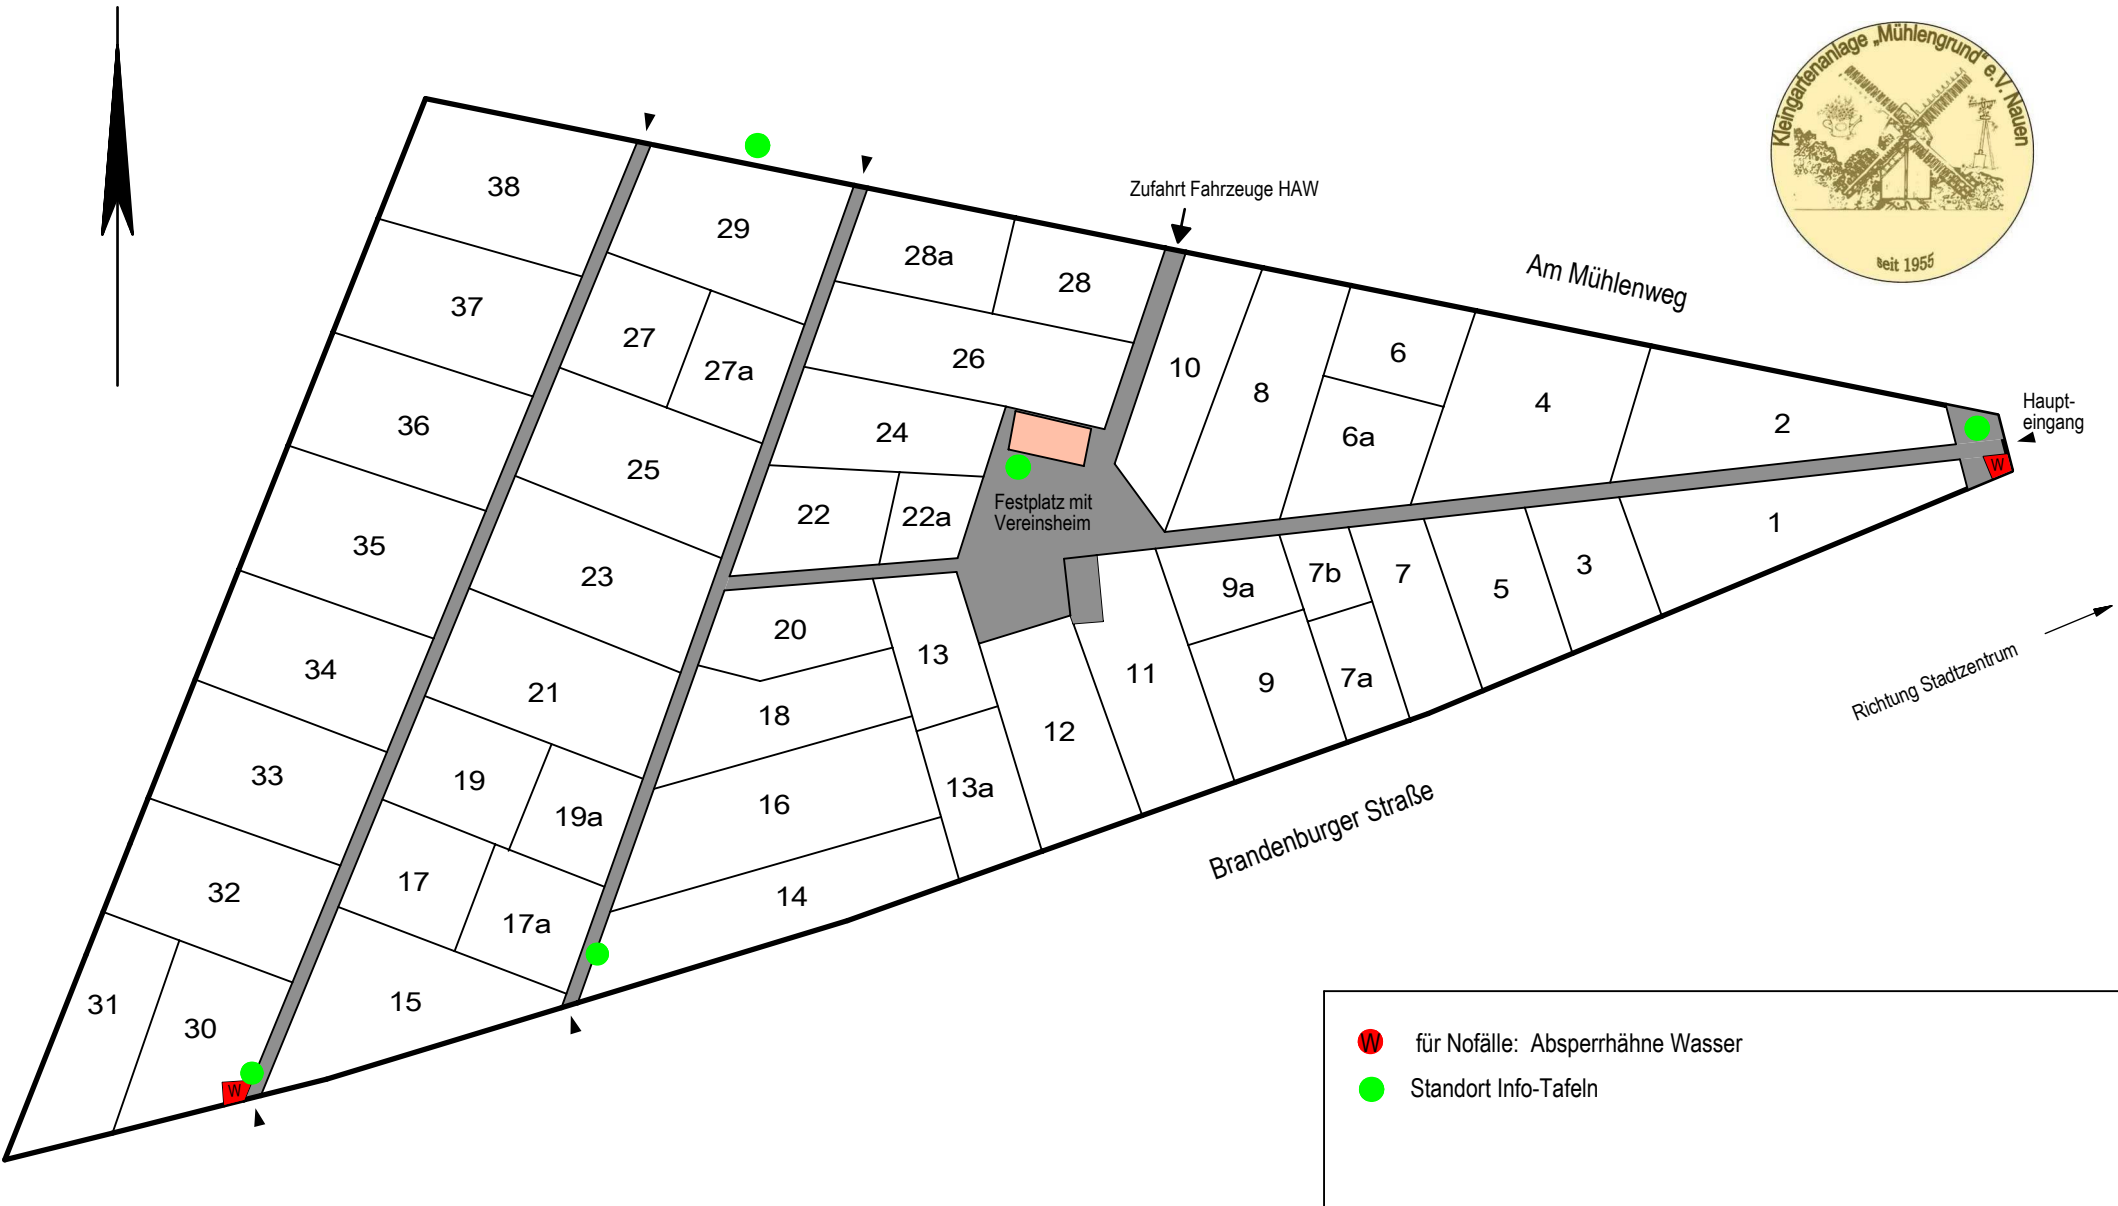 Kleingartenanlage „Mühlengrund" e.V. Nauen
seit 1955
Zufahrt Fahrzeuge HAW
Am Mühlenweg
Haupt-
eingang
38
29
28a
28
37
27
27a
26
10
8
6
4
2
36
24
6a
25
22
22a
Festplatz mit
Vereinsheim
1
35
23
9a
7b
7
5
3
34
20
13
21
18
12
11
9
7a
Richtung Stadtzentrum
33
19
19a
16
13a
Brandenburger Straße
32
17
17a
14
31
30
15
W
W
W für Nofälle: Absperrhähne Wasser
Standort Info-Tafeln